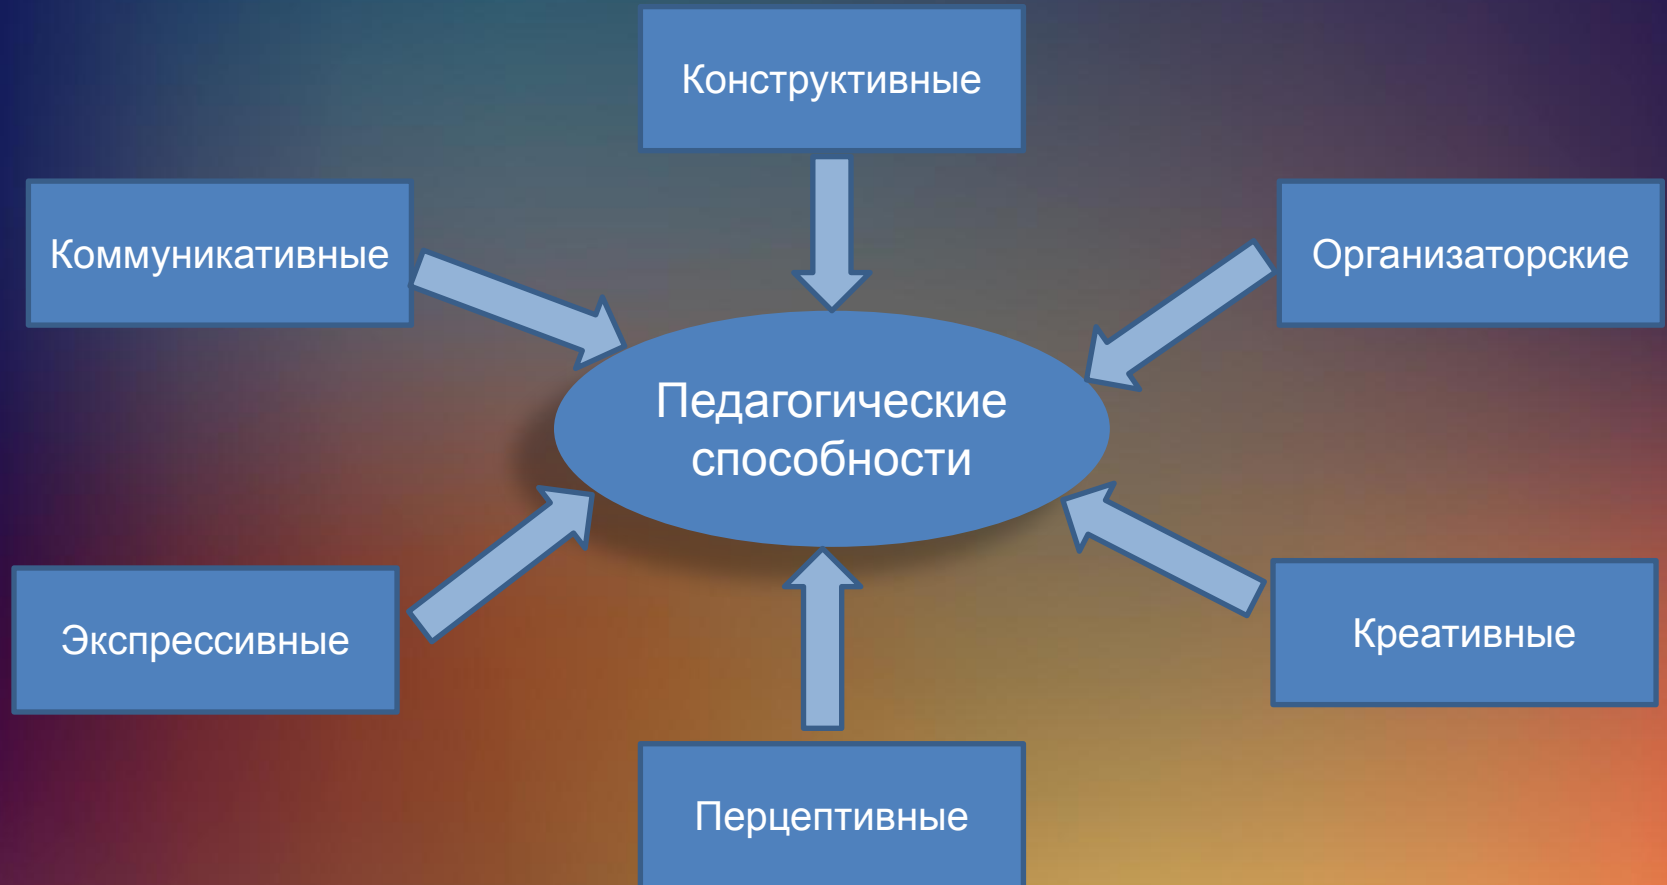 Конструктивные
Коммуникативные
Организаторские
Педагогические
способности
Экспрессивные
Креативные
Перцептивные